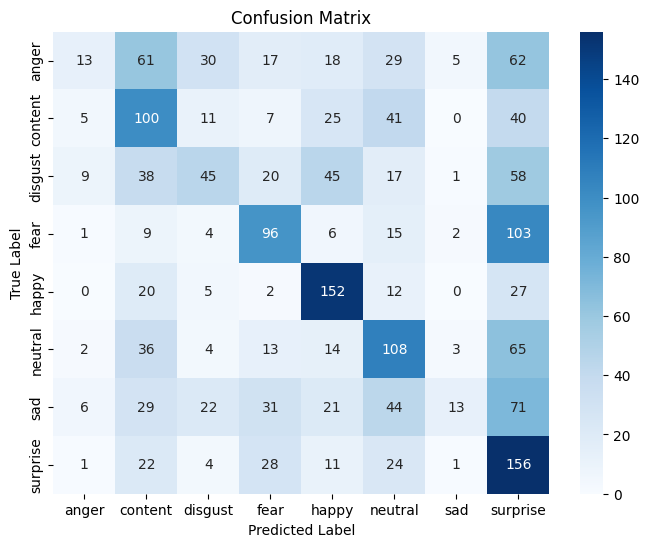 Confusion Matrix
True Label
anger 13 61 30 17 18 29 5 62
content 5 100 11 7 25 41 0 40
disgust 9 38 45 20 45 17 1 58
fear 1 9 4 96 6 15 2 103
happy 0 20 5 2 152 12 0 27
neutral 2 36 4 13 14 108 3 65
sad 6 29 22 31 21 44 13 71
surprise 1 22 4 28 11 24 1 156
anger content disgust fear happy neutral sad surprise
Predicted Label
140
120
100
80
60
40
20
0